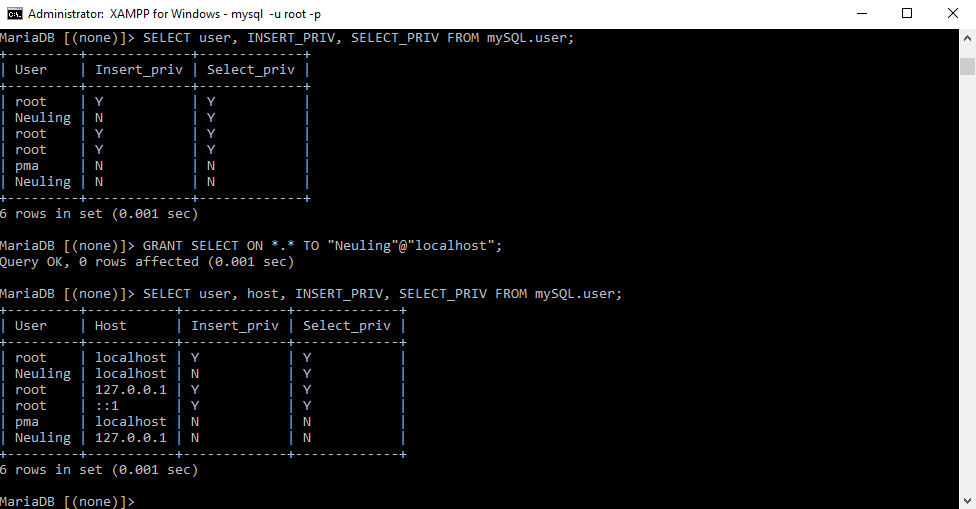 Administrator: XAMPP for Windows - mysql -u root -p
MariaDB [(none)]> SELECT user, INSERT_PRIV, SELECT_PRIV FROM mySQL.user;
+---------+-------------+-------------+
| User    | Insert_priv | Select_priv |
+---------+-------------+-------------+
| root    | Y           | Y           |
| Neuling | N           | Y           |
| root    | Y           | Y           |
| root    | Y           | Y           |
| pma     | N           | N           |
| Neuling | N           | N           |
+---------+-------------+-------------+
6 rows in set (0.001 sec)
MariaDB [(none)]> GRANT SELECT ON *.* TO "Neuling"@"localhost";
Query OK, 0 rows affected (0.001 sec)
MariaDB [(none)]> SELECT user, host, INSERT_PRIV, SELECT_PRIV FROM mySQL.user;
+---------+-----------+-------------+-------------+
| User    | Host      | Insert_priv | Select_priv |
+---------+-----------+-------------+-------------+
| root    | localhost | Y           | Y           |
| Neuling | localhost | N           | Y           |
| root    | 127.0.0.1 | Y           | Y           |
| root    | ::1       | Y           | Y           |
| pma     | localhost | N           | N           |
| Neuling | 127.0.0.1 | N           | N           |
+---------+-----------+-------------+-------------+
6 rows in set (0.001 sec)
MariaDB [(none)]>